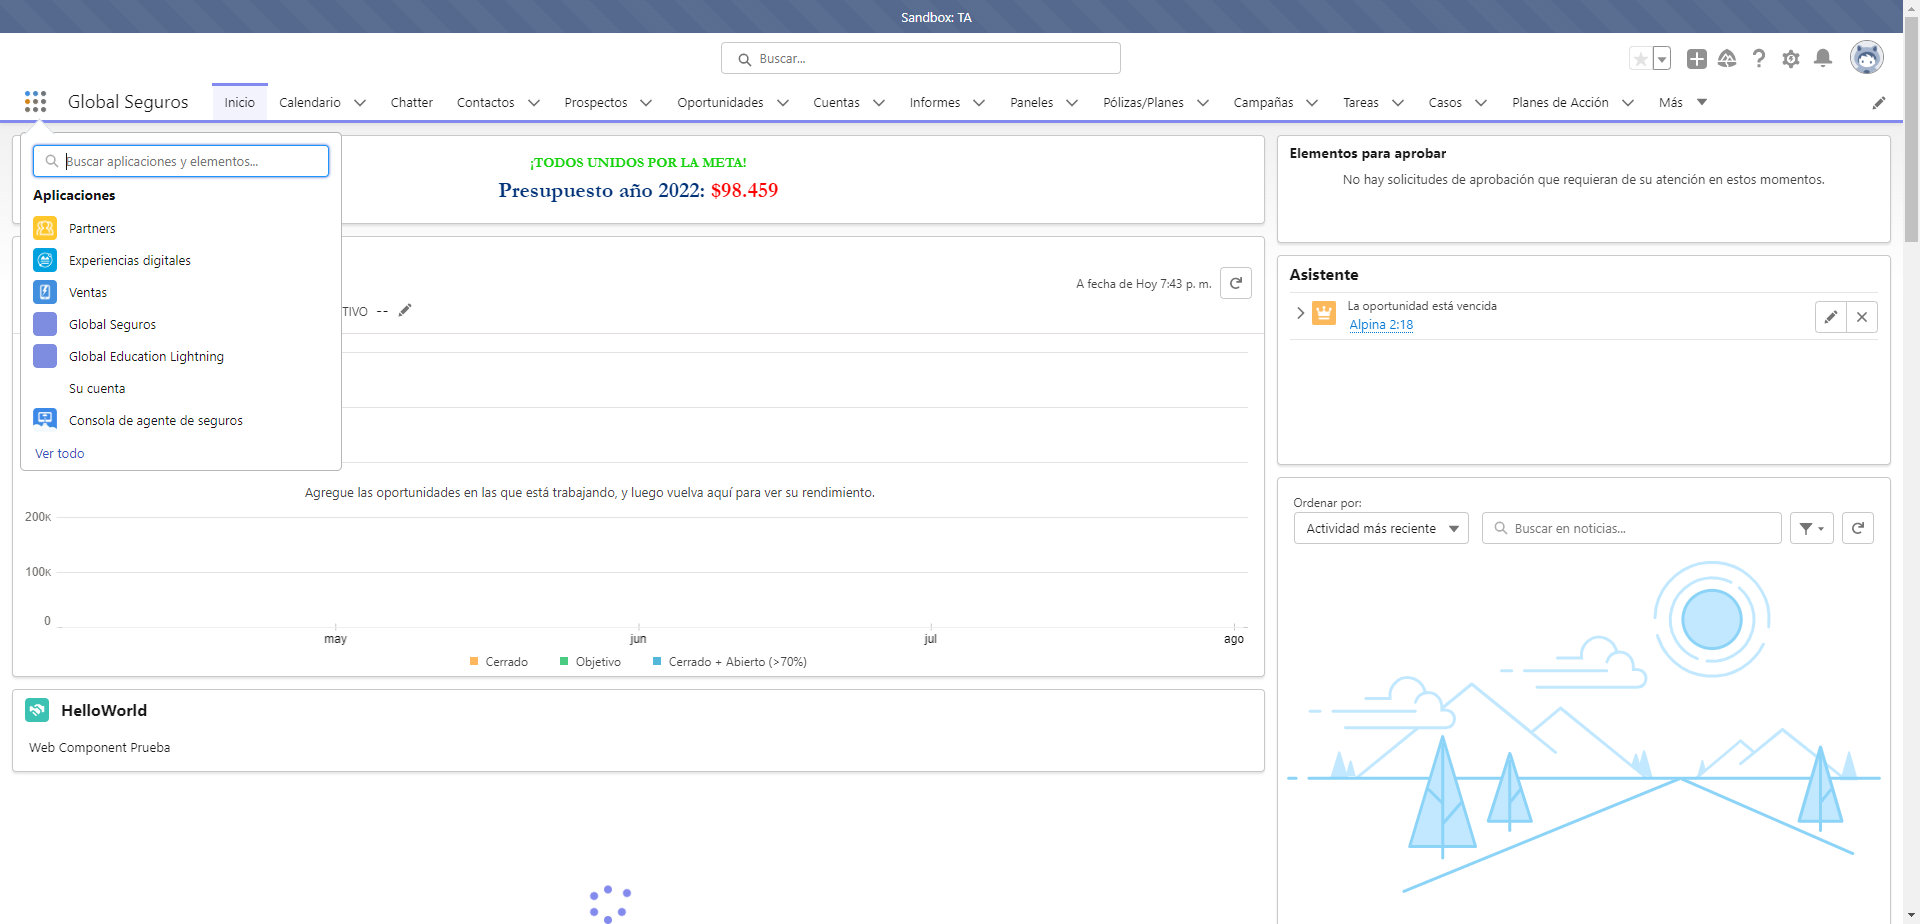 Sandbox: TA
Buscar...
Global Seguros
Inicio
Calendario
Chatter
Contactos
Prospectos
Oportunidades
Cuentas
Informes
Paneles
Pólizas/Planes
Campañas
Tareas
Casos
Planes de Acción
Más
Buscar aplicaciones y elementos...
Aplicaciones
Partners
Experiencias digitales
Ventas
Global Seguros
Global Education Lightning
Su cuenta
Consola de agente de seguros
Ver todo
¡TODOS UNIDOS POR LA META!
Presupuesto año 2022: $98.459
A fecha de Hoy 7:43 p. m.
TIVO --
Agregue las oportunidades en las que está trabajando, y luego vuelva aquí para ver su rendimiento.
200K
100K
0
may
jun
jul
ago
Cerrado
Objetivo
Cerrado + Abierto (>70%)
HelloWorld
Web Component Prueba
Elementos para aprobar
No hay solicitudes de aprobación que requieran de su atención en estos momentos.
Asistente
La oportunidad está vencida
Alpina 2:18
Ordenar por:
Actividad más reciente
Buscar en noticias...